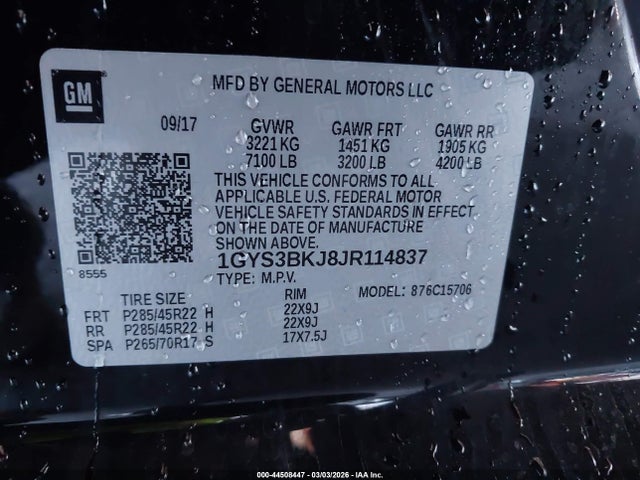 GM
MFD BY GENERAL MOTORS LLC
09/17 GVWR GAWR FRT GAWR RR
3221 KG 1451 KG 1905 KG
7100 LB 3200 LB 4200 LB
THIS VEHICLE CONFORMS TO ALL
APPLICABLE U.S. FEDERAL MOTOR
VEHICLE SAFETY STANDARDS IN EFFECT
ON THE DATE OF MANUFACTURE
SHOWN ABOVE.
1GYS3BKJ8JR114837
8555
TYPE: M.P.V. MODEL: 876C15706
TIRE SIZE RIM
FRT P285/45R22 H 22X9J
RR P285/45R22 H 22X9J
SPA P265/70R17 S 17X7.5J
000-44508447 - 03/03/2026 - IAA Inc.